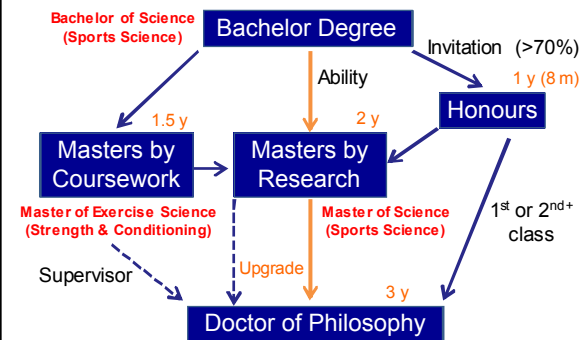 Bachelor of Science
(Sports Science)
Bachelor Degree
Invitation (>70%)
Ability
1 y (8 m)
Honours
1.5 y
2 y
Masters by
Coursework
Masters by
Research
Master of Exercise Science
(Strength & Conditioning)
Master of Science
(Sports Science)
1st or 2nd+
class
Supervisor
Upgrade
3 y
Doctor of Philosophy